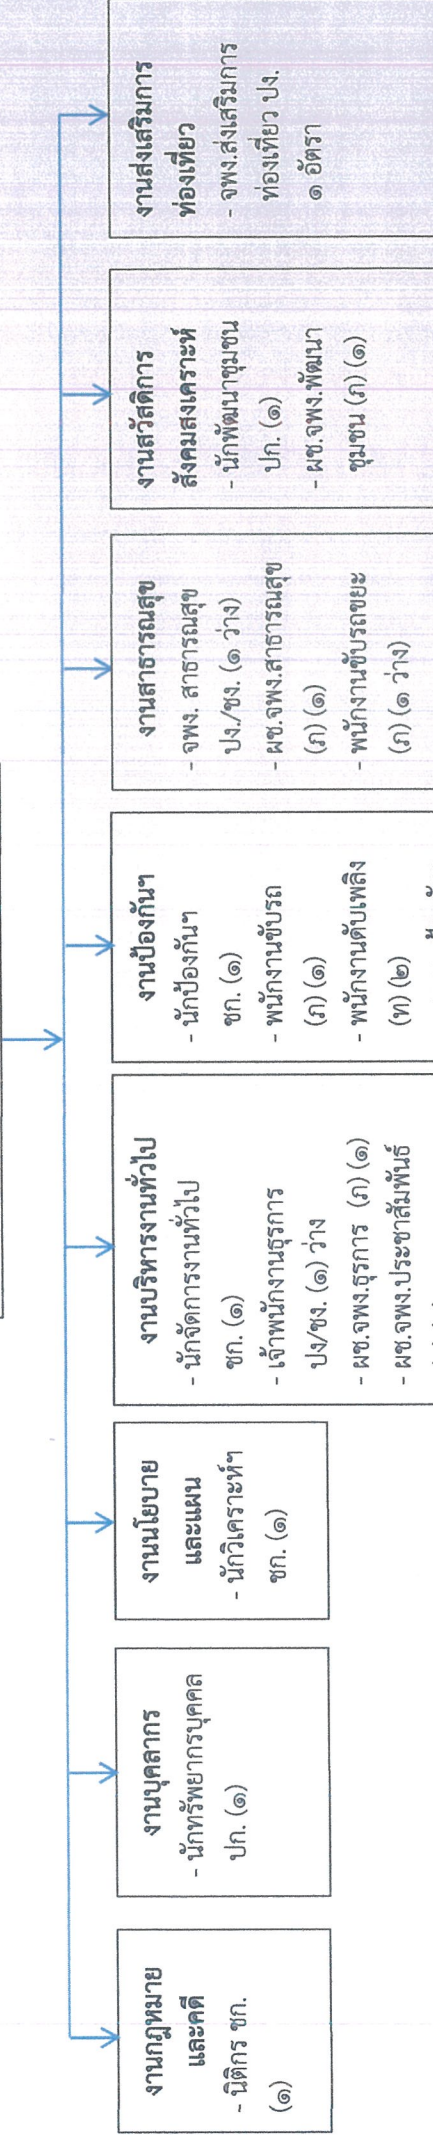 งานกฎหมาย
และคดี
- นิติกร ชก.
(๑)
งานบุคลากร
- นักทรัพยากรบุคคล
ปก. (๑)
งานนโยบาย
และแผน
- นักวิเคราะห์ฯ
ชก. (๑)
งานบริหารงานทั่วไป
- นักจัดการงานทั่วไป
ชก. (๑)
- เจ้าพนักงานธุรการ
ปง/ชง. (๑) ว่าง
- ผช.จพง.ธุรการ (ภ) (๑)
- ผช.จพง.ประชาสัมพันธ์
งานป้องกันฯ
- นักป้องกันฯ
ชก. (๑)
- พนักงานขับรถ
(ภ) (๑)
- พนักงานดับเพลิง
(ท) (๒)
งานสาธารณสุข
- จพง. สาธารณสุข
ปง./ชง. (๑ ว่าง)
- ผช.จพง.สาธารณสุข
(ภ) (๑)
- พนักงานขับรถขยะ
(ภ) (๑ ว่าง)
งานสวัสดิการ
สังคมสงเคราะห์
- นักพัฒนาชุมชน
ปก. (๑)
- ผช.จพง.พัฒนา
ชุมชน (ภ) (๑)
งานส่งเสริมการ
ท่องเที่ยว
- จพง.ส่งเสริมการ
ท่องเที่ยว ปง.
๑ อัตรา